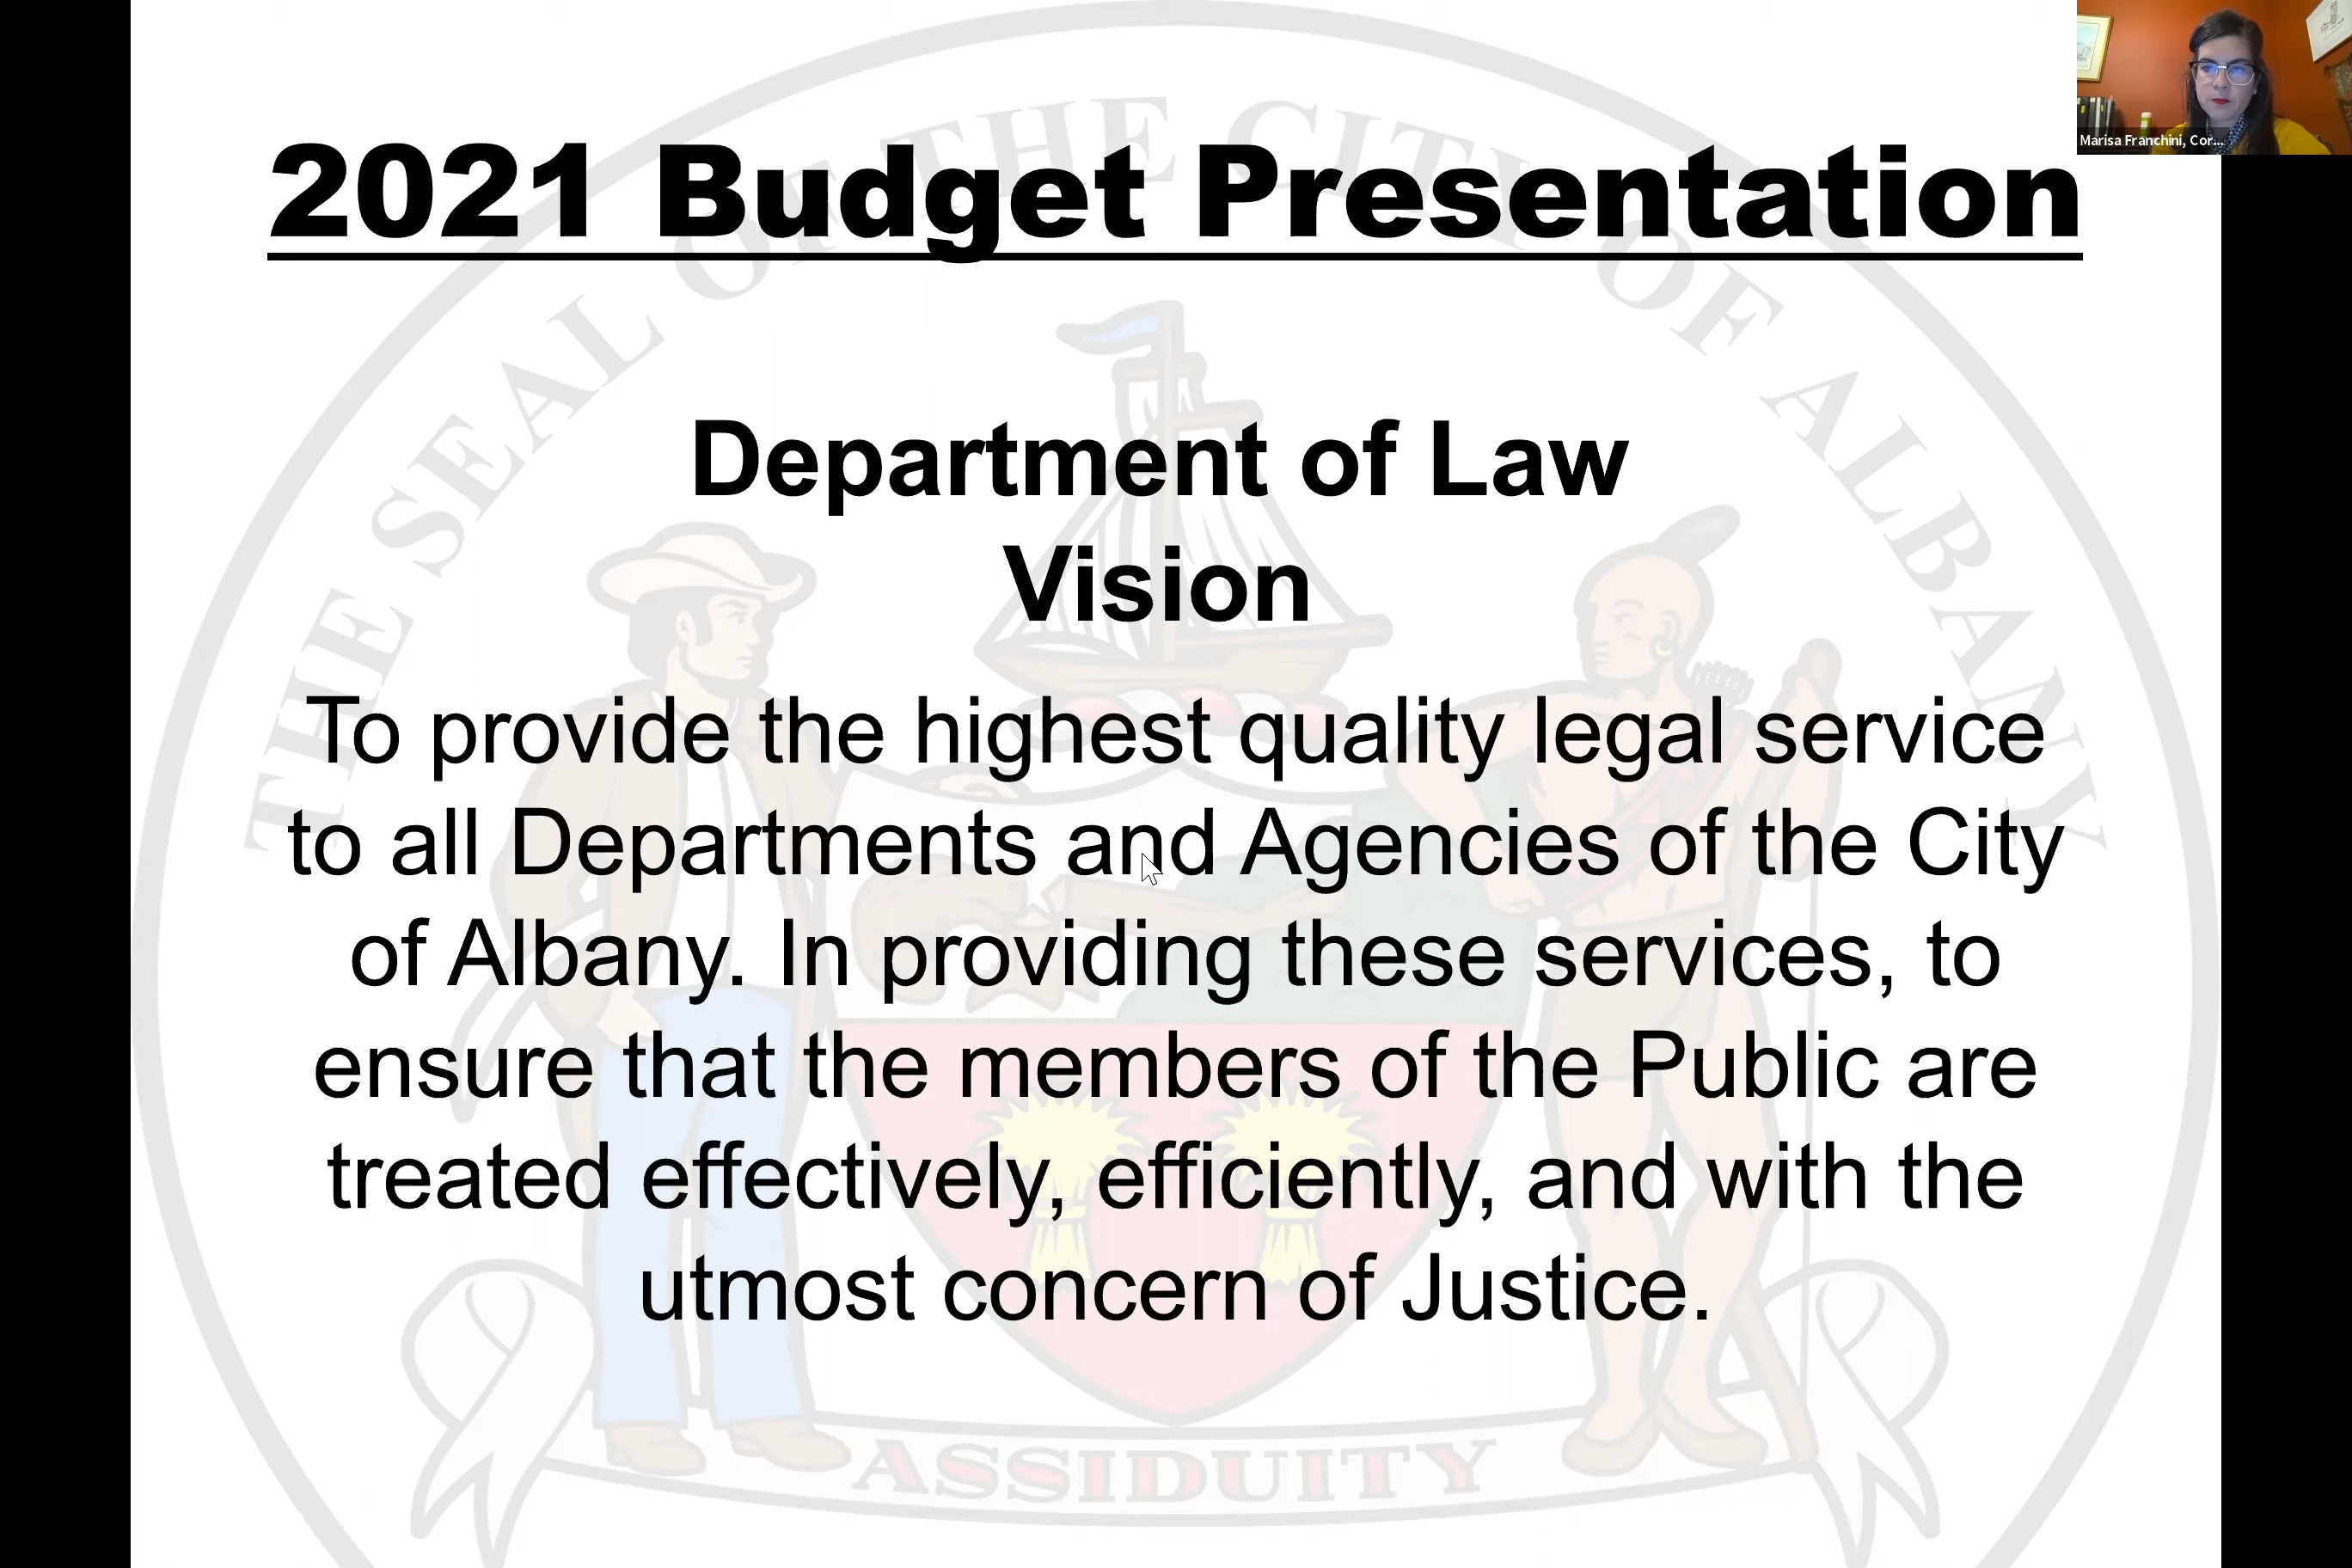 Marisa Franchini, Cor...
2021 Budget Presentation
THE SEAL OF THE CITY OF ALBANY
Department of Law
Vision
To provide the highest quality legal service
to all Departments and Agencies of the City
of Albany. In providing these services, to
ensure that the members of the Public are
treated effectively, efficiently, and with the
utmost concern of Justice.
ASSIDUITY